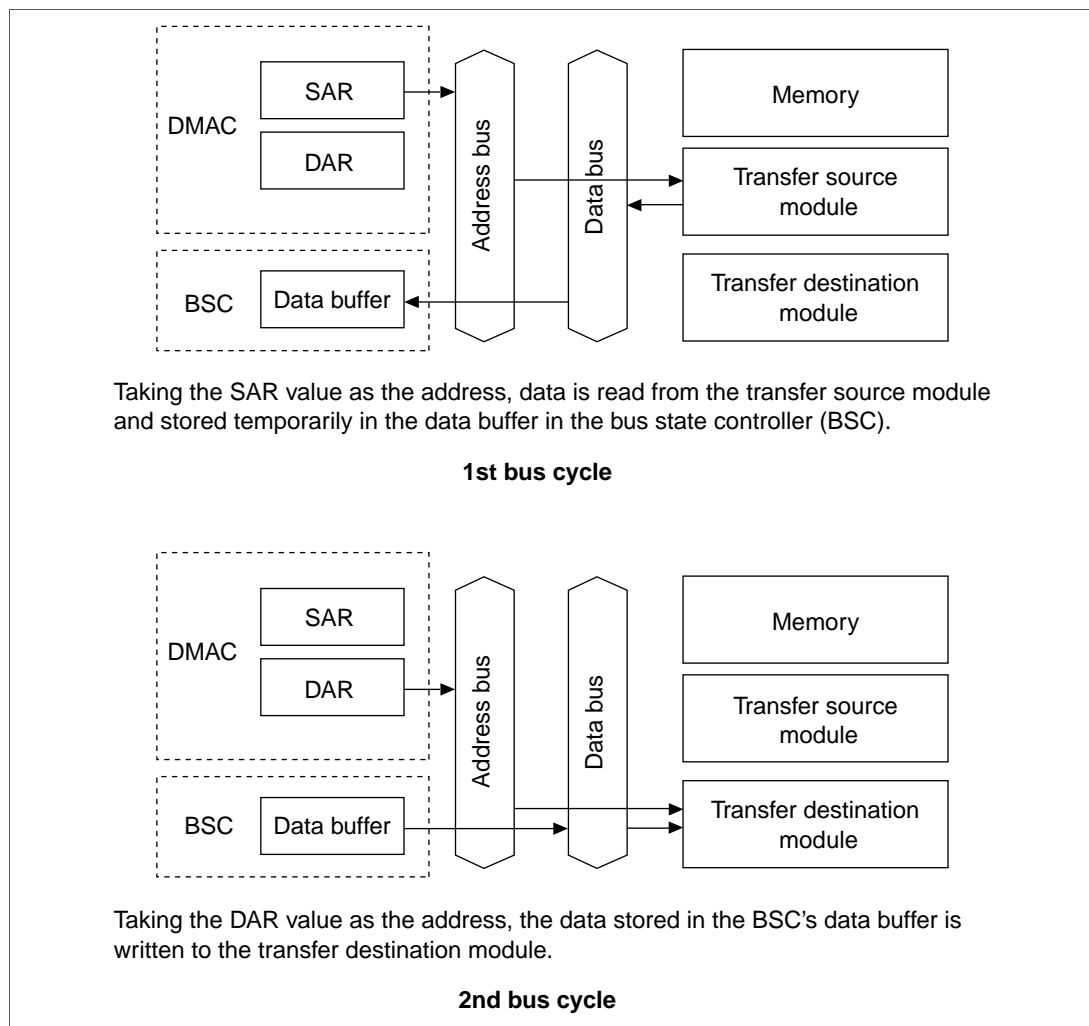 SAR
DMAC
DAR
Address bus
Data bus
Memory
Transfer source
module
BSC
Data buffer
Transfer destination
module
Taking the SAR value as the address, data is read from the transfer source module
and stored temporarily in the data buffer in the bus state controller (BSC).
1st bus cycle
SAR
DMAC
DAR
Address bus
Data bus
Memory
Transfer source
module
BSC
Data buffer
Transfer destination
module
Taking the DAR value as the address, the data stored in the BSC’s data buffer is
written to the transfer destination module.
2nd bus cycle